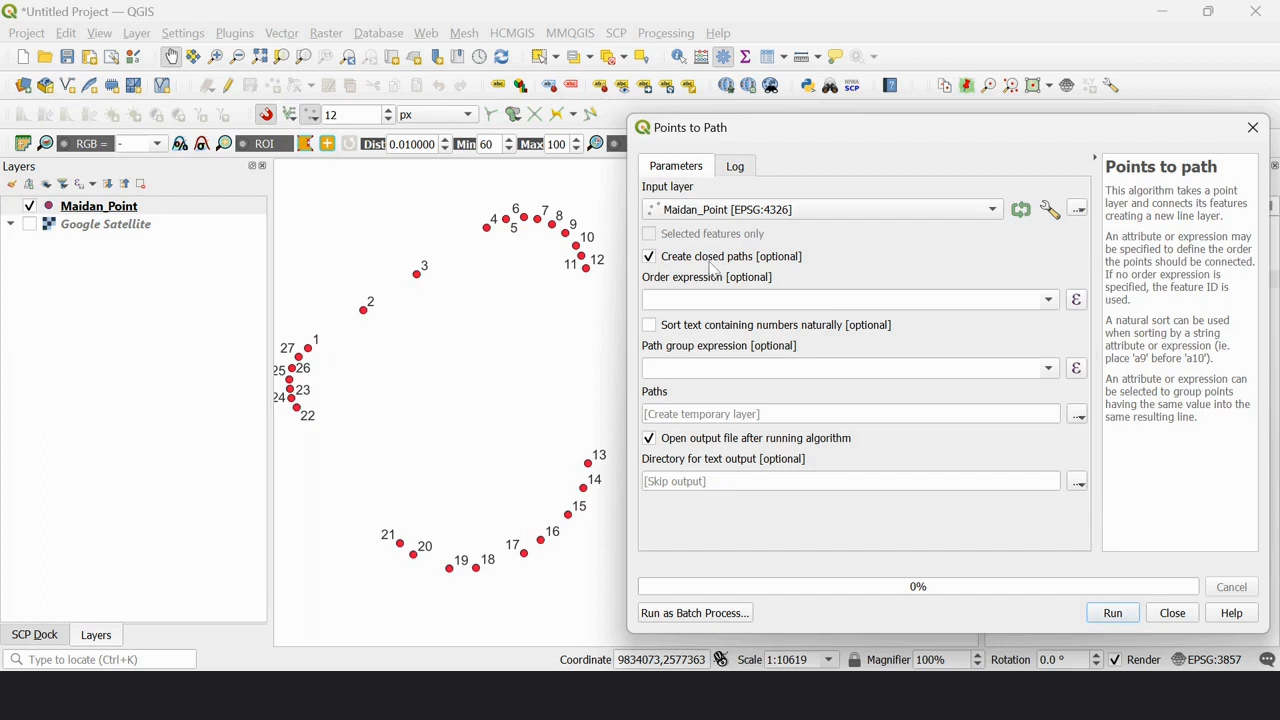 *Untitled Project — QGIS
Project Edit View Layer Settings Plugins Vector Raster Database Web Mesh HCMGIS MMQGIS SCP Processing Help
12 px
RGB = - ROI Dist 0.010000 Min 60 Max 100
Layers
Maidan_Point
Google Satellite
SCP Dock Layers
Type to locate (Ctrl+K)
1
2
3
4
5
6
7
8
9
10
11
12
13
14
15
16
17
18
19
20
21
22
23
24
25
26
27
Points to Path
Parameters Log
Input layer
Maidan_Point [EPSG:4326]
Selected features only
Create closed paths [optional]
Order expression [optional]
Sort text containing numbers naturally [optional]
Path group expression [optional]
Paths
[Create temporary layer]
Open output file after running algorithm
Directory for text output [optional]
[Skip output]
0%
Cancel
Run as Batch Process...
Run Close Help
Points to path
This algorithm takes a point
layer and connects its features
creating a new line layer.
An attribute or expression may
be specified to define the order
the points should be connected.
If no order expression is
specified, the feature ID is
used.
A natural sort can be used
when sorting by a string
attribute or expression (ie.
place 'a9' before 'a10').
An attribute or expression can
be selected to group points
having the same value into the
same resulting line.
Coordinate 9834073,2577363 Scale 1:10619 Magnifier 100% Rotation 0.0 ° Render EPSG:3857